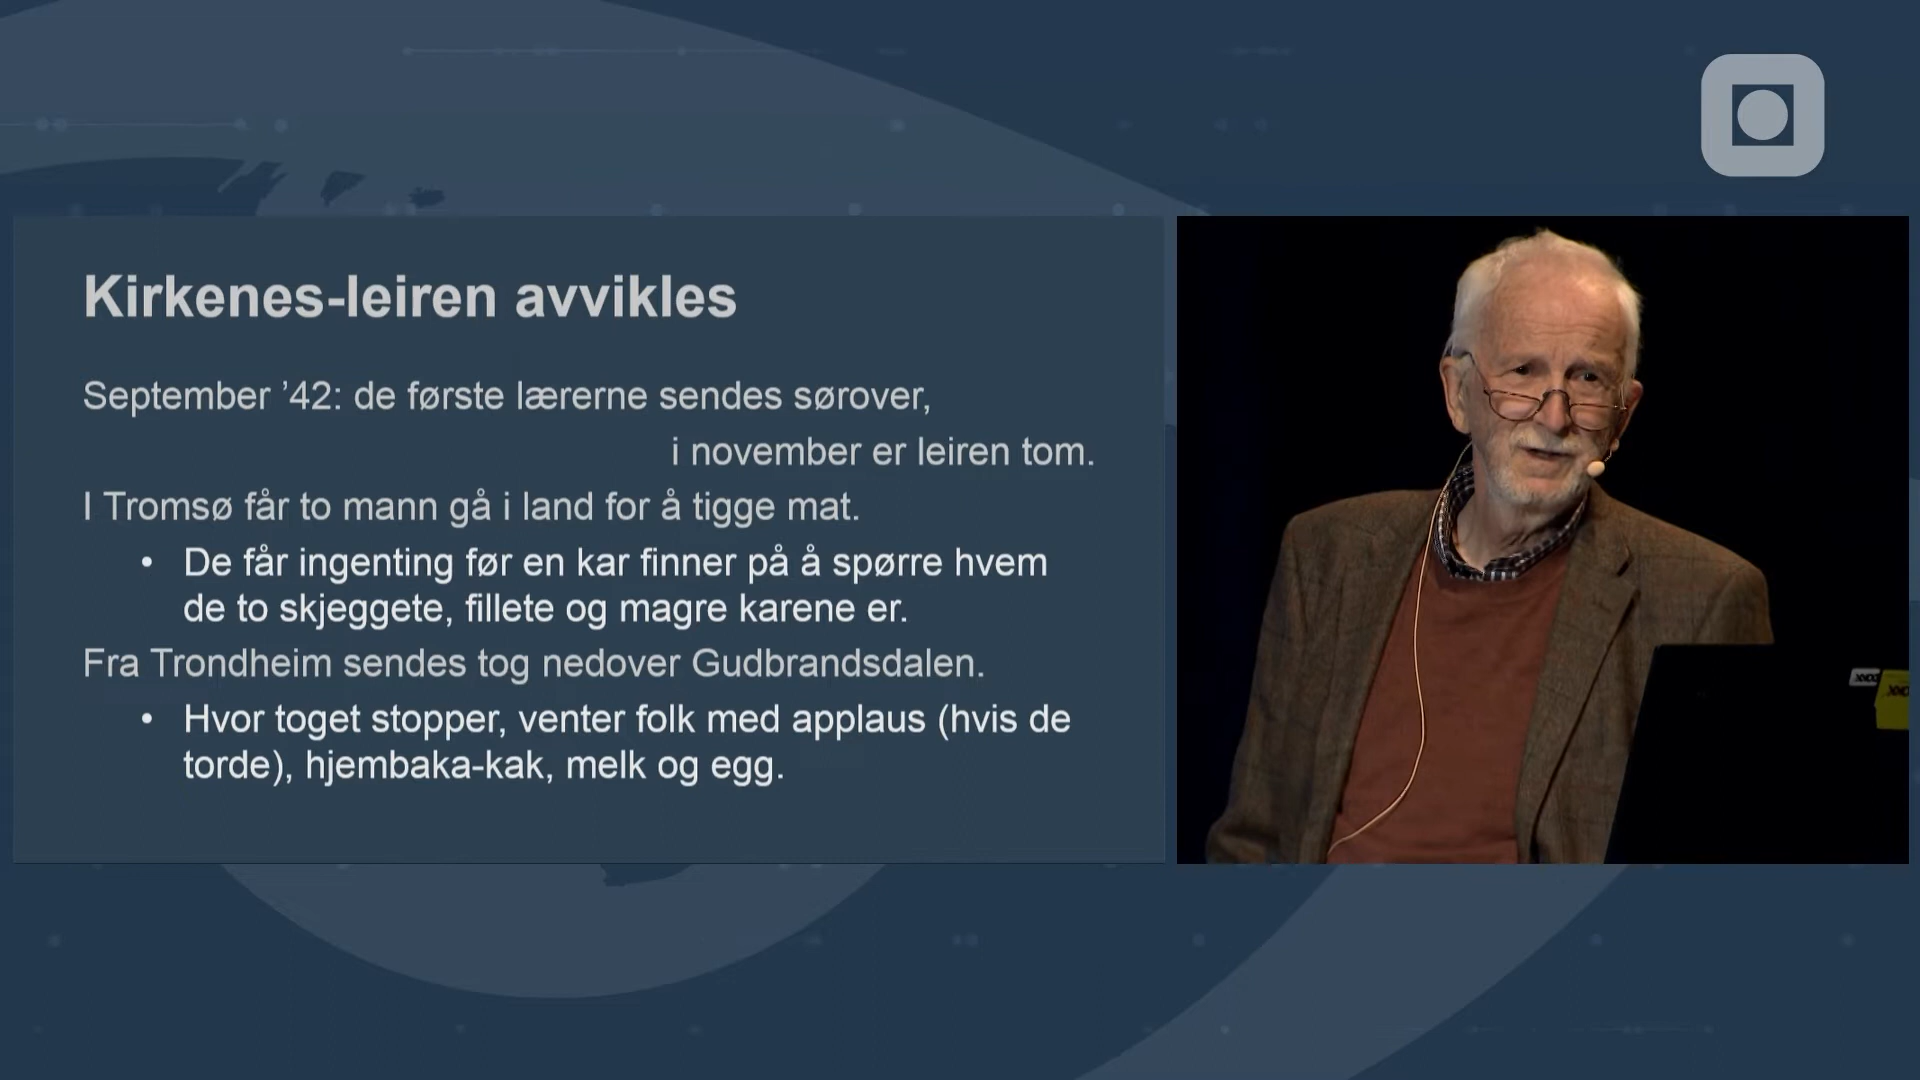 Kirkenes-leiren avvikles
September ’42: de første lærerne sendes sørover,
i november er leiren tom.
I Tromsø får to mann gå i land for å tigge mat.
• De får ingenting før en kar finner på å spørre hvem
de to skjeggete, fillete og magre karene er.
Fra Trondheim sendes tog nedover Gudbrandsdalen.
• Hvor toget stopper, venter folk med applaus (hvis de
torde), hjembaka-kak, melk og egg.